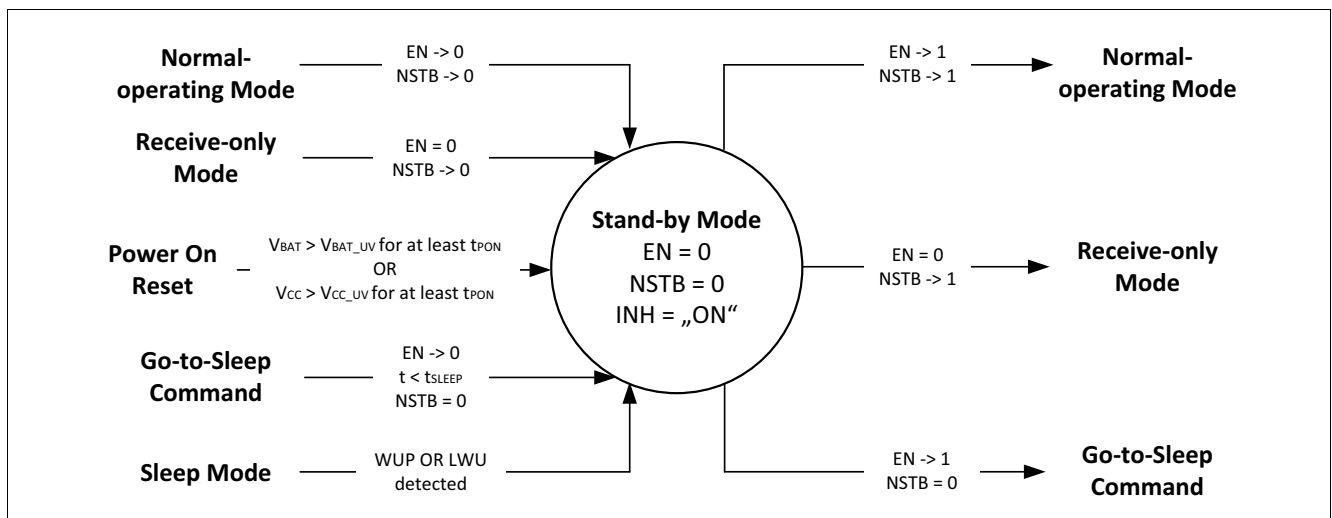 Normal-
operating Mode
EN -> 0
NSTB -> 0
Receive-only
Mode
EN = 0
NSTB -> 0
Power On
Reset
VBAT > VBAT_UV for at least tPON
OR
VCC > VCC_UV for at least tPON
Go-to-Sleep
Command
EN -> 0
t < tSLEEP
NSTB = 0
Sleep Mode
WUP OR LWU
detected
Stand-by Mode
EN = 0
NSTB = 0
INH = „ON“
EN -> 1
NSTB -> 1
Normal-
operating Mode
EN = 0
NSTB -> 1
Receive-only
Mode
EN -> 1
NSTB = 0
Go-to-Sleep
Command